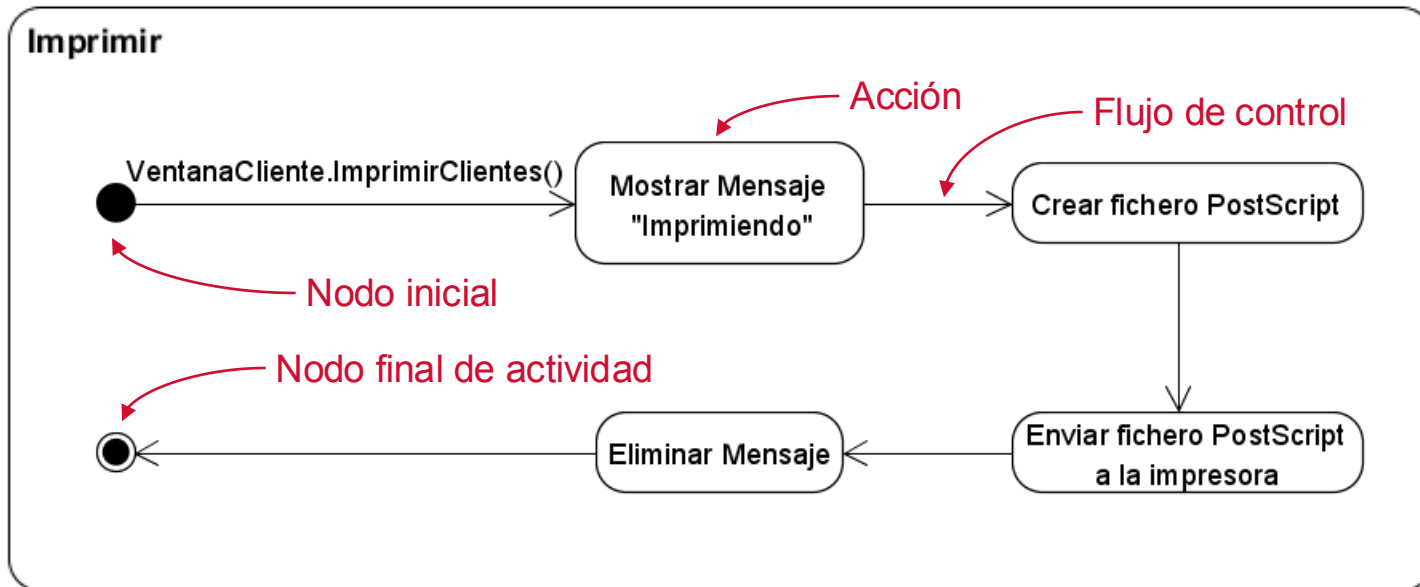 Imprimir
Acción
Flujo de control
VentanaCliente.ImprimirClientes()
Mostrar Mensaje
"Imprimiendo"
Crear fichero PostScript
Nodo inicial
Nodo final de actividad
Eliminar Mensaje
Enviar fichero PostScript
a la impresora